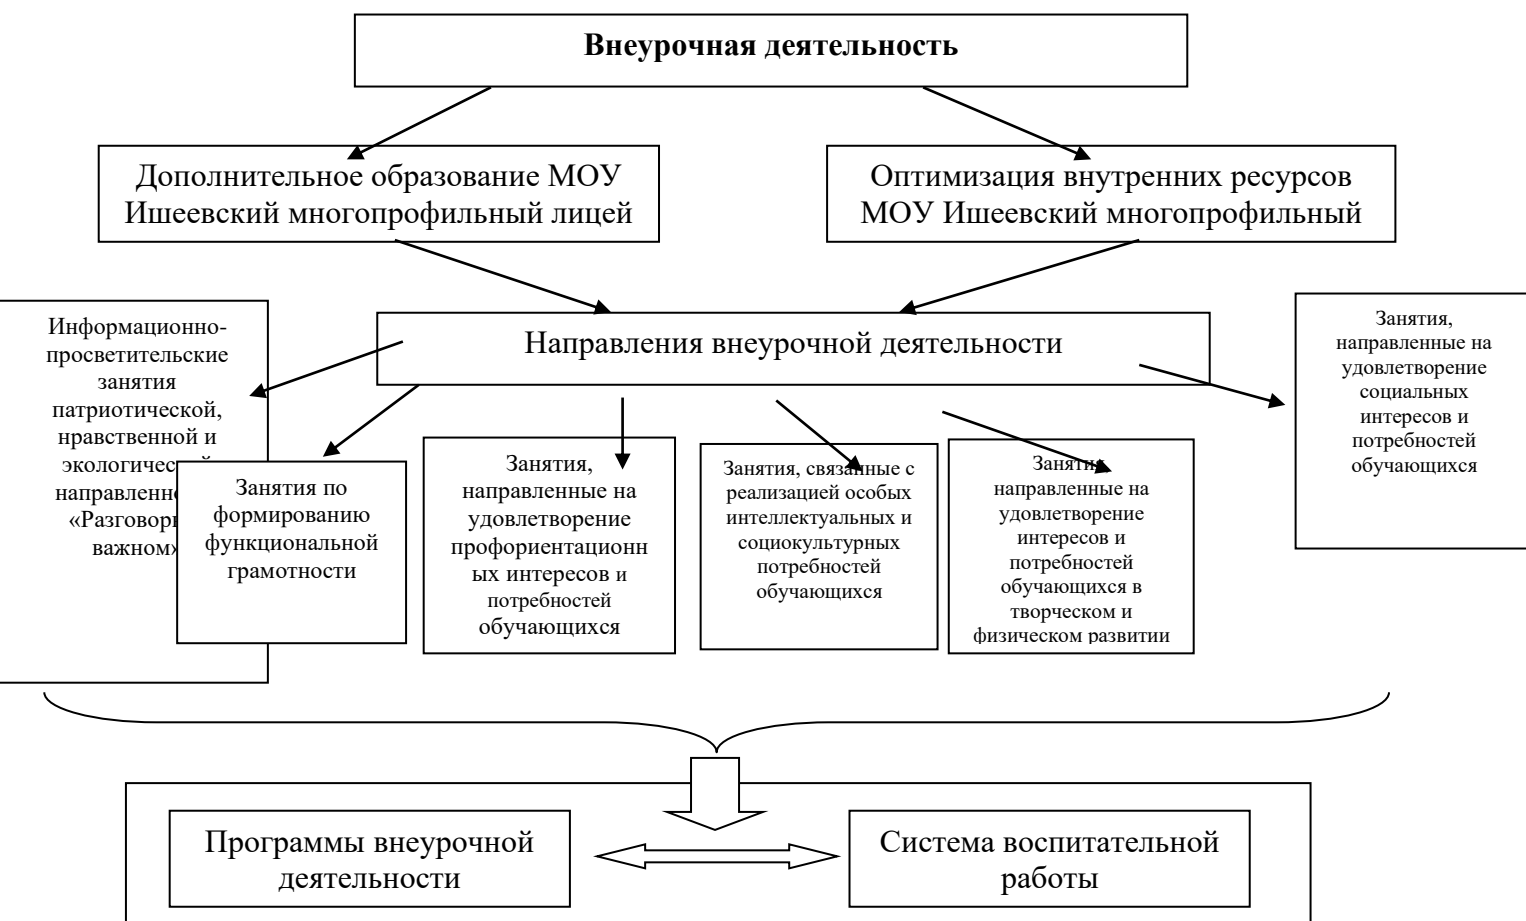 Внеурочная деятельность
Дополнительное образование МОУ
Ишеевский многопрофильный лицей
Оптимизация внутренних ресурсов
МОУ Ишеевский многопрофильный
Направления внеурочной деятельности
Информационно-
просветительские
занятия
патриотической,
нравственной и
«Разговоры
важном»
Занятия по
формированию
функциональной
грамотности
Занятия,
направленные на
удовлетворение
профориентационн
ых интересов и
потребностей
обучающихся
Занятия, связанные с
реализацией особых
интеллектуальных и
социокультурных
потребностей
обучающихся
Занятия,
направленные на
удовлетворение
интересов и
потребностей
обучающихся в
творческом и
физическом развитии
Занятия,
направленные на
удовлетворение
социальных
интересов и
потребностей
обучающихся
Программы внеурочной
деятельности
Система воспитательной
работы